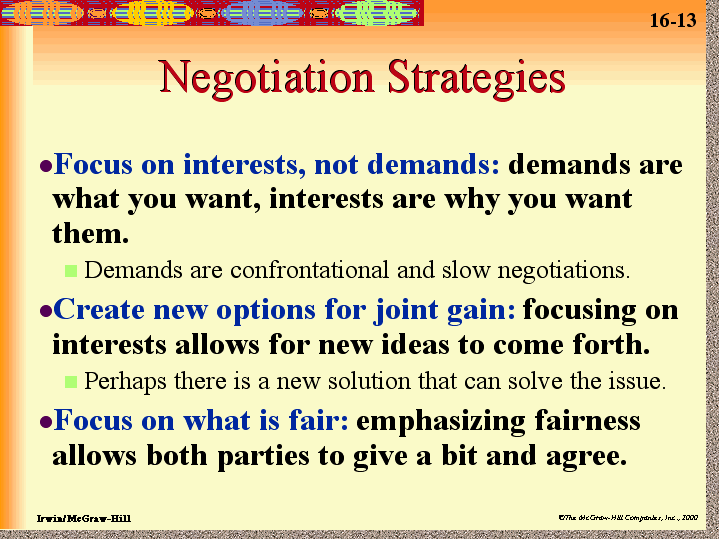 16-13
Negotiation Strategies
Focus on interests, not demands: demands are
what you want, interests are why you want
them.
Demands are confrontational and slow negotiations.
Create new options for joint gain: focusing on
interests allows for new ideas to come forth.
Perhaps there is a new solution that can solve the issue.
Focus on what is fair: emphasizing fairness
allows both parties to give a bit and agree.
Irwin/McGraw-Hill
©The McGraw-Hill Companies, Inc., 2000